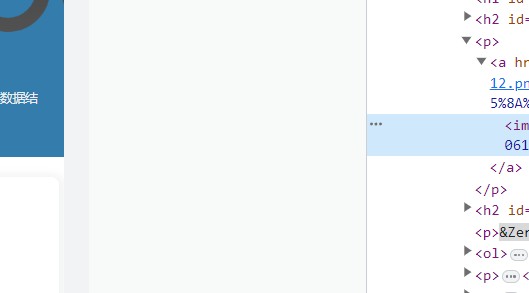 数据结
<h1 id
<h2 id=
<p>
<a hr
12.pn
5%8A%
<im
061
</a>
</p>
<h2 id=
<p>&Zer
<ol>
<p> <